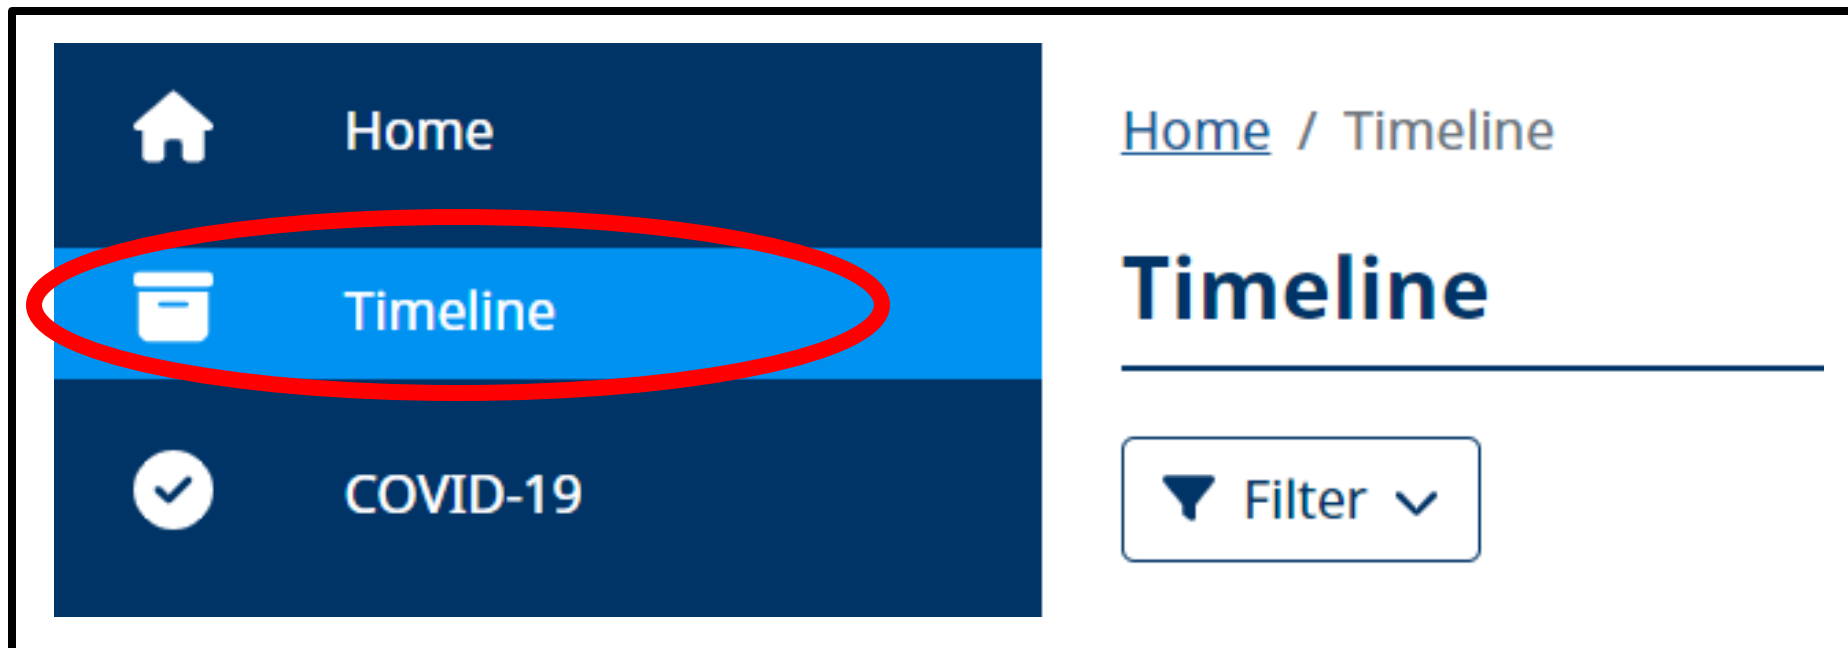 Home
Timeline
COVID-19
Home / Timeline
Timeline
Filter